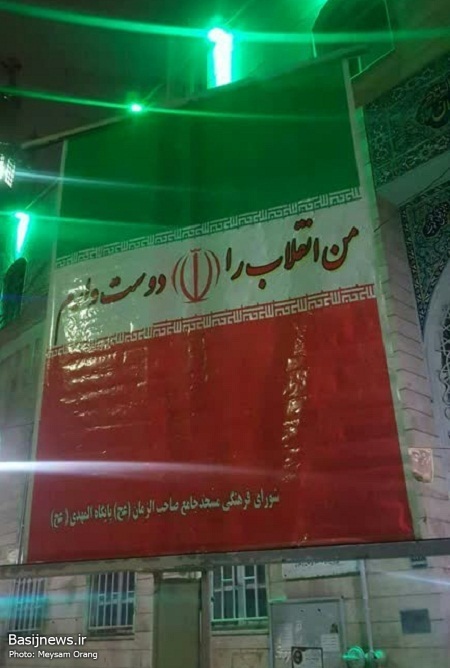 من انقلاب را دوست دارم
شورای فرهنگی مسجد جامع صاحب الزمان (عج) پایگاه المهدی (عج)
Basijnews.ir
Photo: Meysam Orang